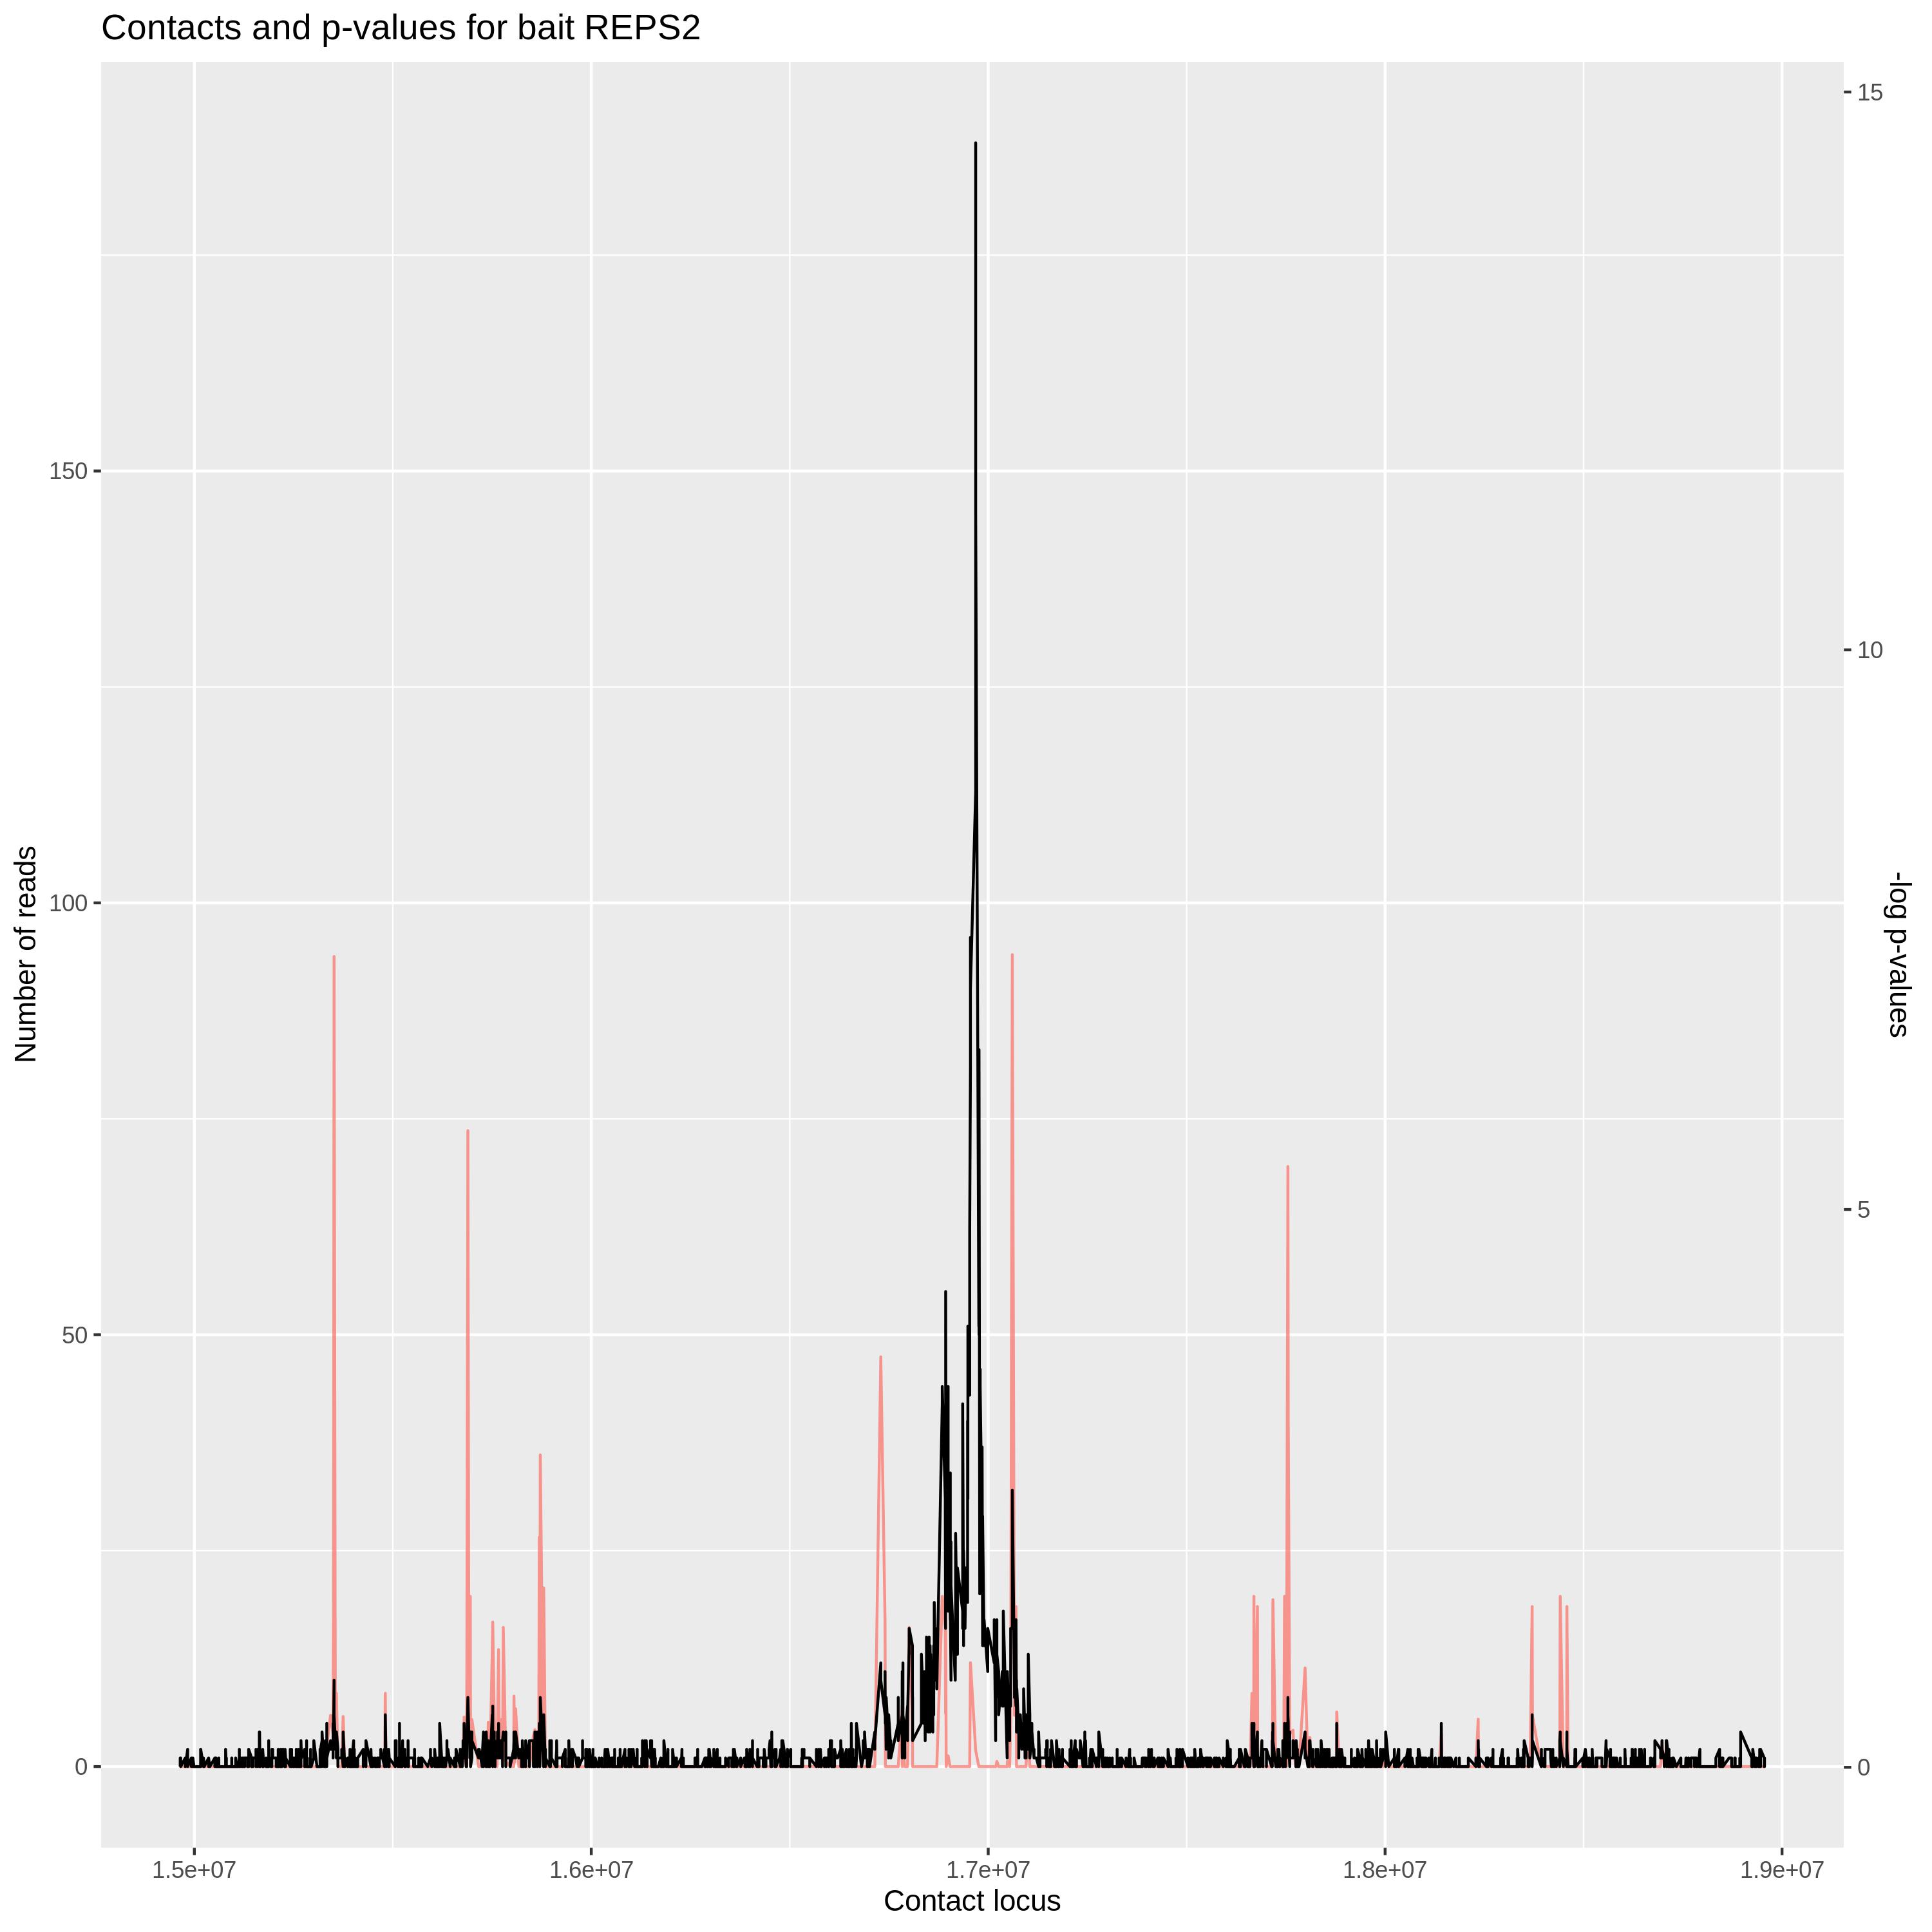 Contacts and p-values for bait REPS2
15
10
5
0
-log p-values
150
100
50
0
Number of reads
1.5e+07 1.6e+07 1.7e+07 1.8e+07 1.9e+07
Contact locus